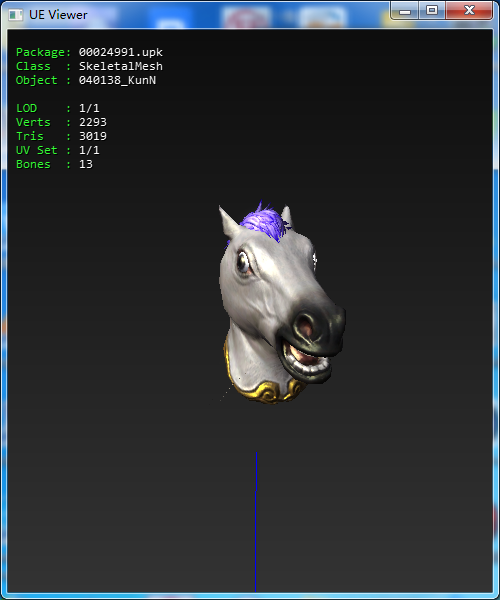 UE Viewer
Package: 00024991.upk
Class : SkeletalMesh
Object : 040138_KunN
LOD : 1/1
Verts : 2293
Tris : 3019
UV Set : 1/1
Bones : 13